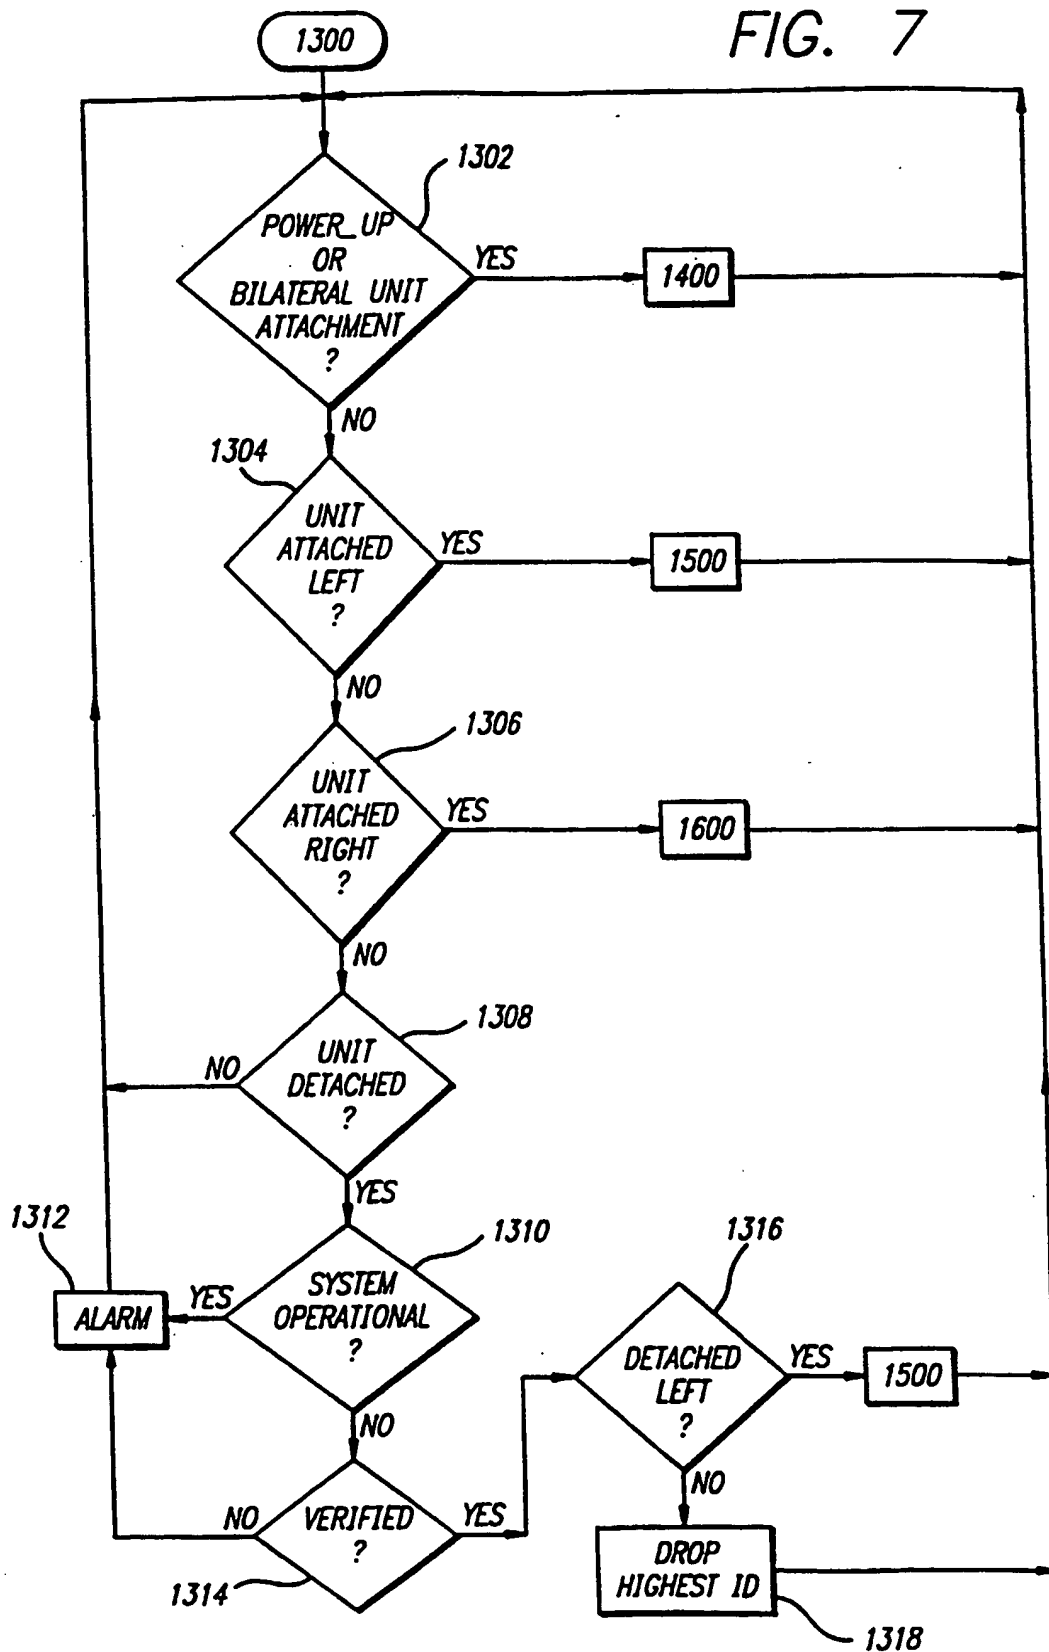 FIG. 7
1300
1302
POWER_UP
OR
BILATERAL UNIT
ATTACHMENT
?
YES
1400
NO
1304
UNIT
ATTACHED
LEFT
?
YES
1500
NO
1306
UNIT
ATTACHED
RIGHT
?
YES
1600
NO
1308
UNIT
DETACHED
?
NO
YES
1312
ALARM
YES
1310
SYSTEM
OPERATIONAL
?
NO
1316
DETACHED
LEFT
?
YES
1500
NO
VERIFIED
?
NO
YES
1314
DROP
HIGHEST ID
1318